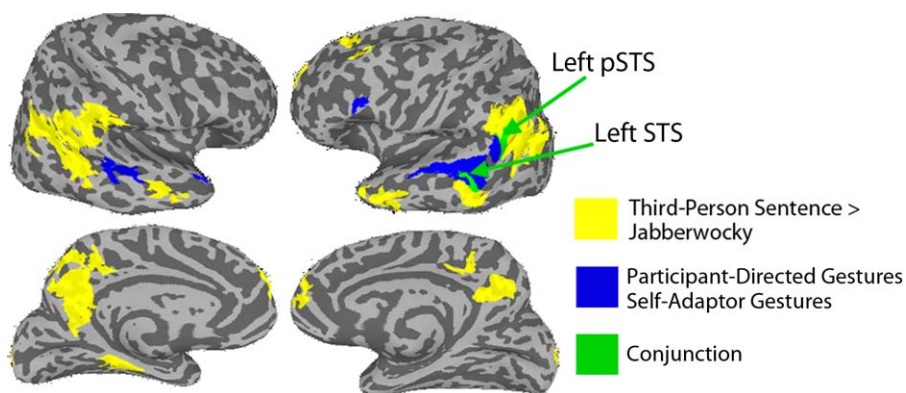 Left pSTS
Left STS
Third-Person Sentence >
Jabberwocky
Participant-Directed Gestures
Self-Adaptor Gestures
Conjunction